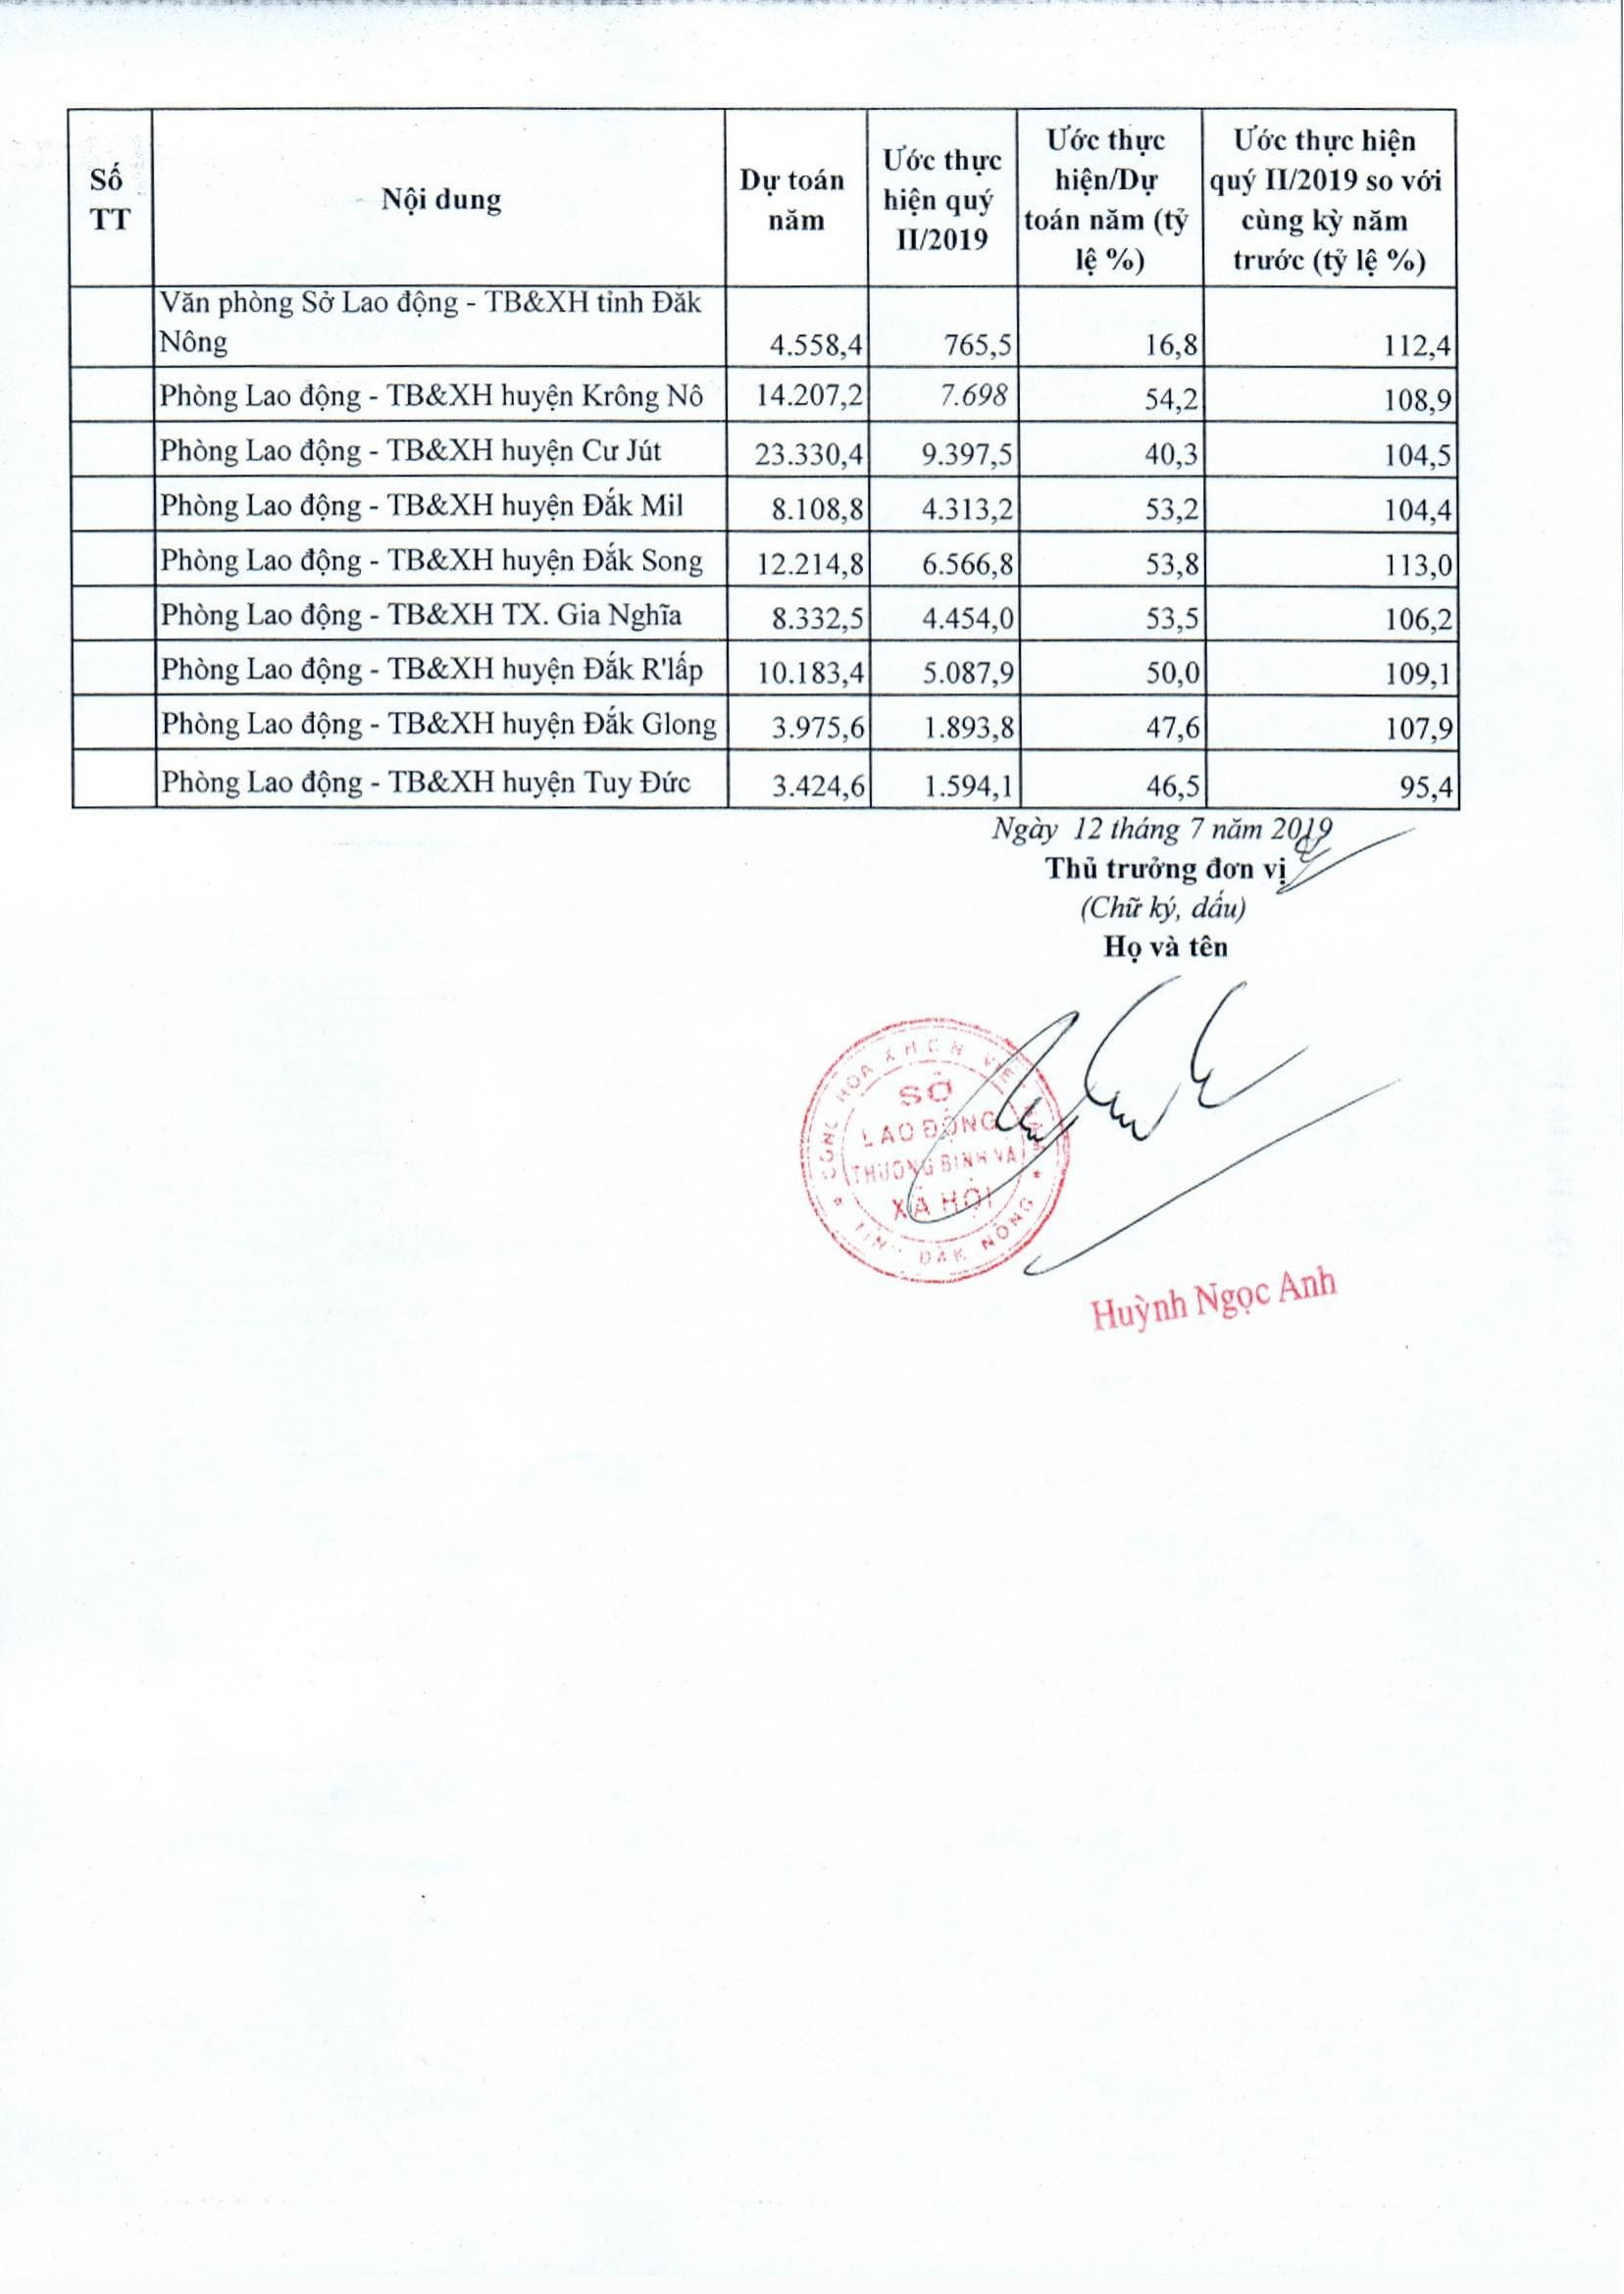 Số TT | Nội dung | Dự toán năm | Ước thực hiện quý II/2019 | Ước thực hiện/Dự toán năm (tỷ lệ %) | Ước thực hiện quý II/2019 so với cùng kỳ năm trước (tỷ lệ %)
Văn phòng Sở Lao động - TB&XH tỉnh Đăk Nông | 4.558,4 | 765,5 | 16,8 | 112,4
Phòng Lao động - TB&XH huyện Krông Nô | 14.207,2 | 7.698 | 54,2 | 108,9
Phòng Lao động - TB&XH huyện Cư Jút | 23.330,4 | 9.397,5 | 40,3 | 104,5
Phòng Lao động - TB&XH huyện Đắk Mil | 8.108,8 | 4.313,2 | 53,2 | 104,4
Phòng Lao động - TB&XH huyện Đắk Song | 12.214,8 | 6.566,8 | 53,8 | 113,0
Phòng Lao động - TB&XH TX. Gia Nghĩa | 8.332,5 | 4.454,0 | 53,5 | 106,2
Phòng Lao động - TB&XH huyện Đắk R'lấp | 10.183,4 | 5.087,9 | 50,0 | 109,1
Phòng Lao động - TB&XH huyện Đắk Glong | 3.975,6 | 1.893,8 | 47,6 | 107,9
Phòng Lao động - TB&XH huyện Tuy Đức | 3.424,6 | 1.594,1 | 46,5 | 95,4
Ngày 12 tháng 7 năm 2019
Thủ trưởng đơn vị
(Chữ ký, dấu)
Họ và tên
CỘNG HÒA X.H.C.N
SỞ
LAO ĐỘNG
THƯƠNG BINH VÀ
XÃ HỘI
TỈNH ĐĂK NÔNG
Huỳnh Ngọc Anh